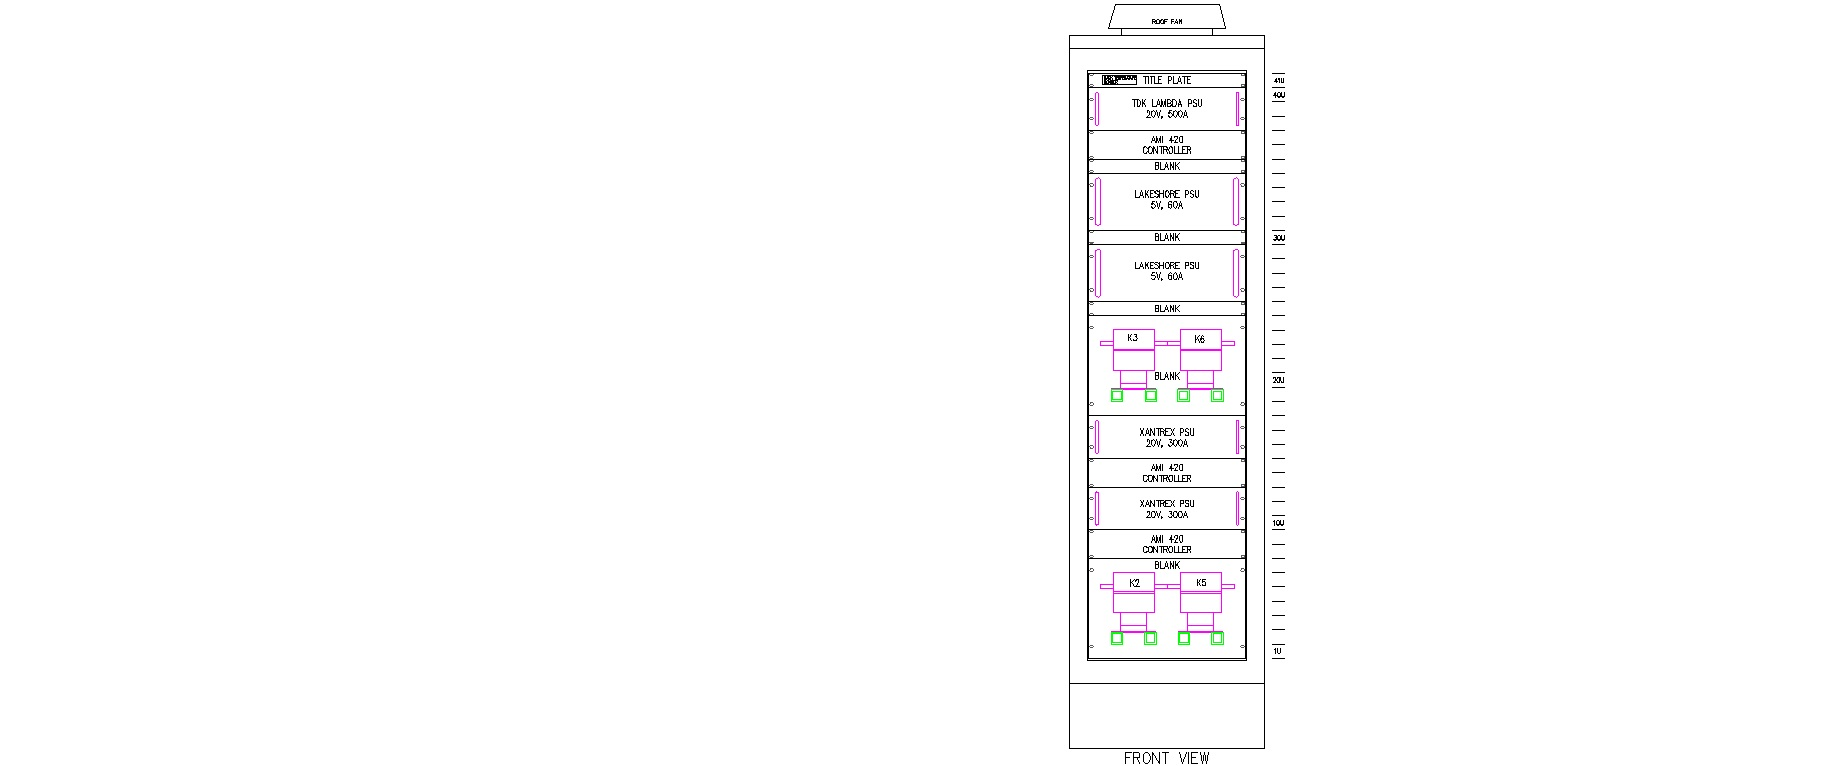 ROOF FAN
TITLE PLATE
41U
40U
TDK LAMBDA PSU
20V, 500A
AMI 420
CONTROLLER
BLANK
LAKESHORE PSU
5V, 60A
BLANK
30U
LAKESHORE PSU
5V, 60A
BLANK
K3
K6
BLANK
20U
XANTREX PSU
20V, 300A
AMI 420
CONTROLLER
XANTREX PSU
20V, 300A
10U
AMI 420
CONTROLLER
BLANK
K2
K5
1U
FRONT VIEW